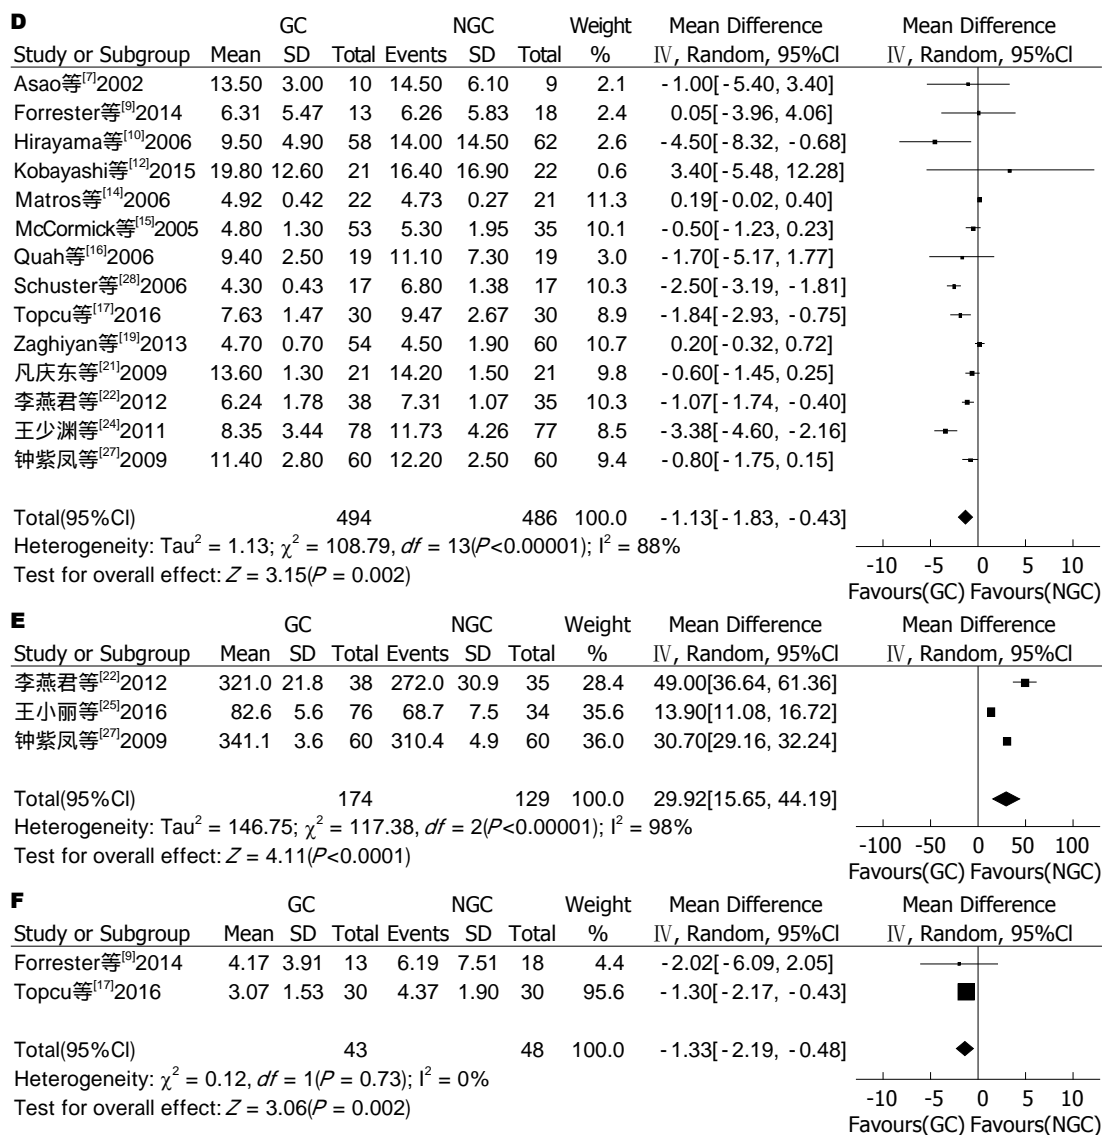 D GC NGC Weight Mean Difference Mean Difference
Study or Subgroup Mean SD Total Events SD Total % Ⅳ, Random, 95%CI Ⅳ, Random, 95%CI
Asao等[7]2002 13.50 3.00 10 14.50 6.10 9 2.1 -1.00[-5.40, 3.40]
Forrester等[9]2014 6.31 5.47 13 6.26 5.83 18 2.4 0.05[-3.96, 4.06]
Hirayama等[10]2006 9.50 4.90 58 14.00 14.50 62 2.6 -4.50[-8.32, -0.68]
Kobayashi等[12]2015 19.80 12.60 21 16.40 16.90 22 0.6 3.40[-5.48, 12.28]
Matros等[14]2006 4.92 0.42 22 4.73 0.27 21 11.3 0.19[-0.02, 0.40]
McCormick等[15]2005 4.80 1.30 53 5.30 1.95 35 10.1 -0.50[-1.23, 0.23]
Quah等[16]2006 9.40 2.50 19 11.10 7.30 19 3.0 -1.70[-5.17, 1.77]
Schuster等[28]2006 4.30 0.43 17 6.80 1.38 17 10.3 -2.50[-3.19, -1.81]
Topcu等[17]2016 7.63 1.47 30 9.47 2.67 30 8.9 -1.84[-2.93, -0.75]
Zaghiyan等[19]2013 4.70 0.70 54 4.50 1.90 60 10.7 0.20[-0.32, 0.72]
凡庆东等[21]2009 13.60 1.30 21 14.20 1.50 21 9.8 -0.60[-1.45, 0.25]
李燕君等[22]2012 6.24 1.78 38 7.31 1.07 35 10.3 -1.07[-1.74, -0.40]
王少渊等[24]2011 8.35 3.44 78 11.73 4.26 77 8.5 -3.38[-4.60, -2.16]
钟紫凤等[27]2009 11.40 2.80 60 12.20 2.50 60 9.4 -0.80[-1.75, 0.15]
Total(95%CI) 494 486 100.0 -1.13[-1.83, -0.43]
Heterogeneity: Tau² = 1.13; χ² = 108.79, df = 13(P<0.00001); I² = 88%
Test for overall effect: Z = 3.15(P = 0.002)
-10 -5 0 5 10
Favours(GC) Favours(NGC)
E GC NGC Weight Mean Difference Mean Difference
Study or Subgroup Mean SD Total Events SD Total % Ⅳ, Random, 95%CI Ⅳ, Random, 95%CI
李燕君等[22]2012 321.0 21.8 38 272.0 30.9 35 28.4 49.00[36.64, 61.36]
王小丽等[25]2016 82.6 5.6 76 68.7 7.5 34 35.6 13.90[11.08, 16.72]
钟紫凤等[27]2009 341.1 3.6 60 310.4 4.9 60 36.0 30.70[29.16, 32.24]
Total(95%CI) 174 129 100.0 29.92[15.65, 44.19]
Heterogeneity: Tau² = 146.75; χ² = 117.38, df = 2(P<0.00001); I² = 98%
Test for overall effect: Z = 4.11(P<0.0001)
-100 -50 0 50 100
Favours(GC) Favours(NGC)
F GC NGC Weight Mean Difference Mean Difference
Study or Subgroup Mean SD Total Events SD Total % Ⅳ, Random, 95%CI Ⅳ, Random, 95%CI
Forrester等[9]2014 4.17 3.91 13 6.19 7.51 18 4.4 -2.02[-6.09, 2.05]
Topcu等[17]2016 3.07 1.53 30 4.37 1.90 30 95.6 -1.30[-2.17, -0.43]
Total(95%CI) 43 48 100.0 -1.33[-2.19, -0.48]
Heterogeneity: χ² = 0.12, df = 1(P = 0.73); I² = 0%
Test for overall effect: Z = 3.06(P = 0.002)
-10 -5 0 5 10
Favours(GC) Favours(NGC)